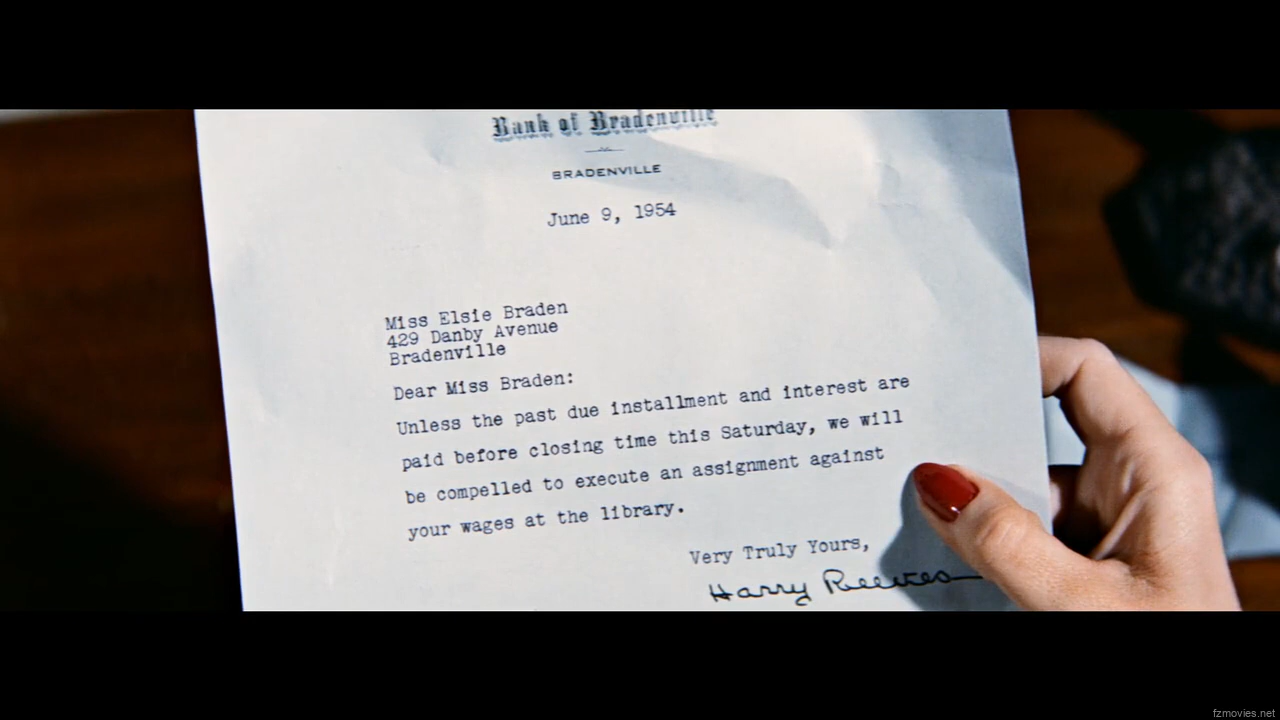 Bank of Bradenville
BRADENVILLE
June 9, 1954
Miss Elsie Braden
429 Danby Avenue
Bradenville
Dear Miss Braden:
Unless the past due installment and interest are
paid before closing time this Saturday, we will
be compelled to execute an assignment against
your wages at the library.
Very Truly Yours,
Harry Reeves
fzmovies.net